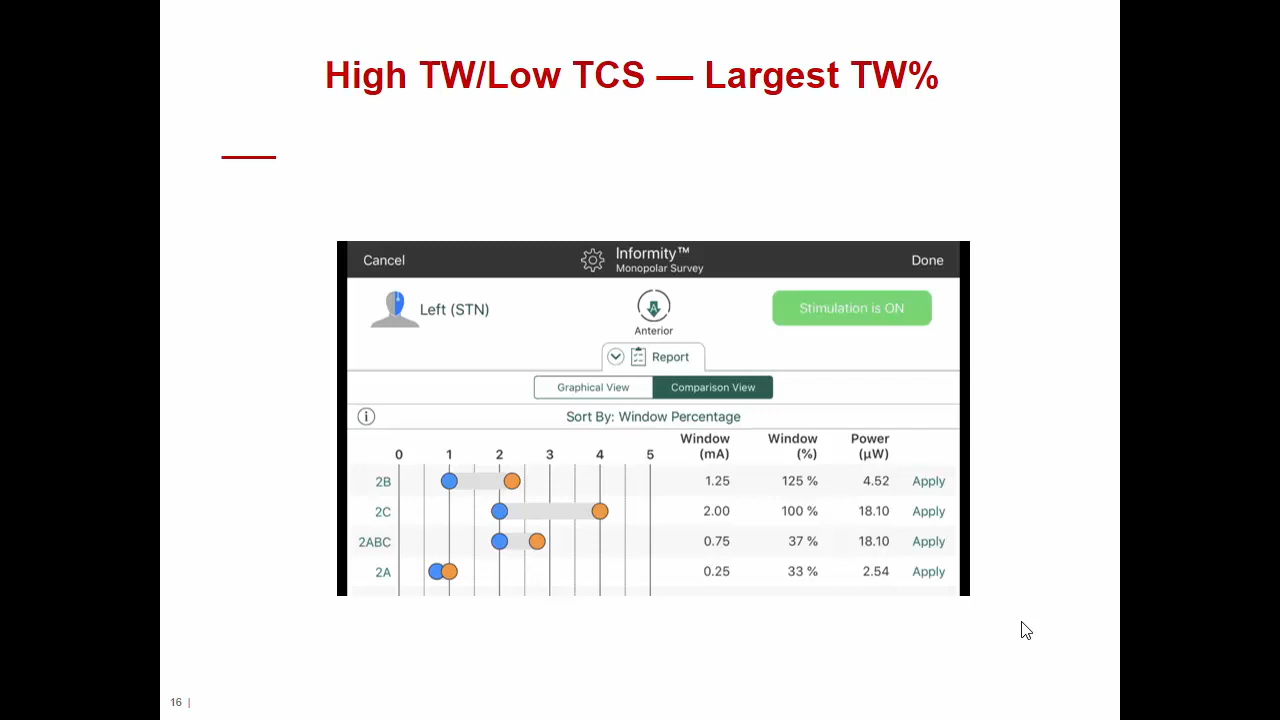 High TW/Low TCS — Largest TW%
Cancel
Informity™
Monopolar Survey
Done
Left (STN)
A
Anterior
Stimulation is ON
Report
Graphical View
Comparison View
i
Sort By: Window Percentage
0 1 2 3 4 5 Window (mA) Window (%) Power (µW)
2B 1.25 125 % 4.52 Apply
2C 2.00 100 % 18.10 Apply
2ABC 0.75 37 % 18.10 Apply
2A 0.25 33 % 2.54 Apply
16 |